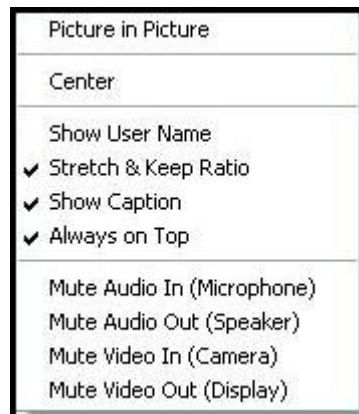 Picture in Picture
Center
Show User Name
Stretch & Keep Ratio
Show Caption
Always on Top
Mute Audio In (Microphone)
Mute Audio Out (Speaker)
Mute Video In (Camera)
Mute Video Out (Display)